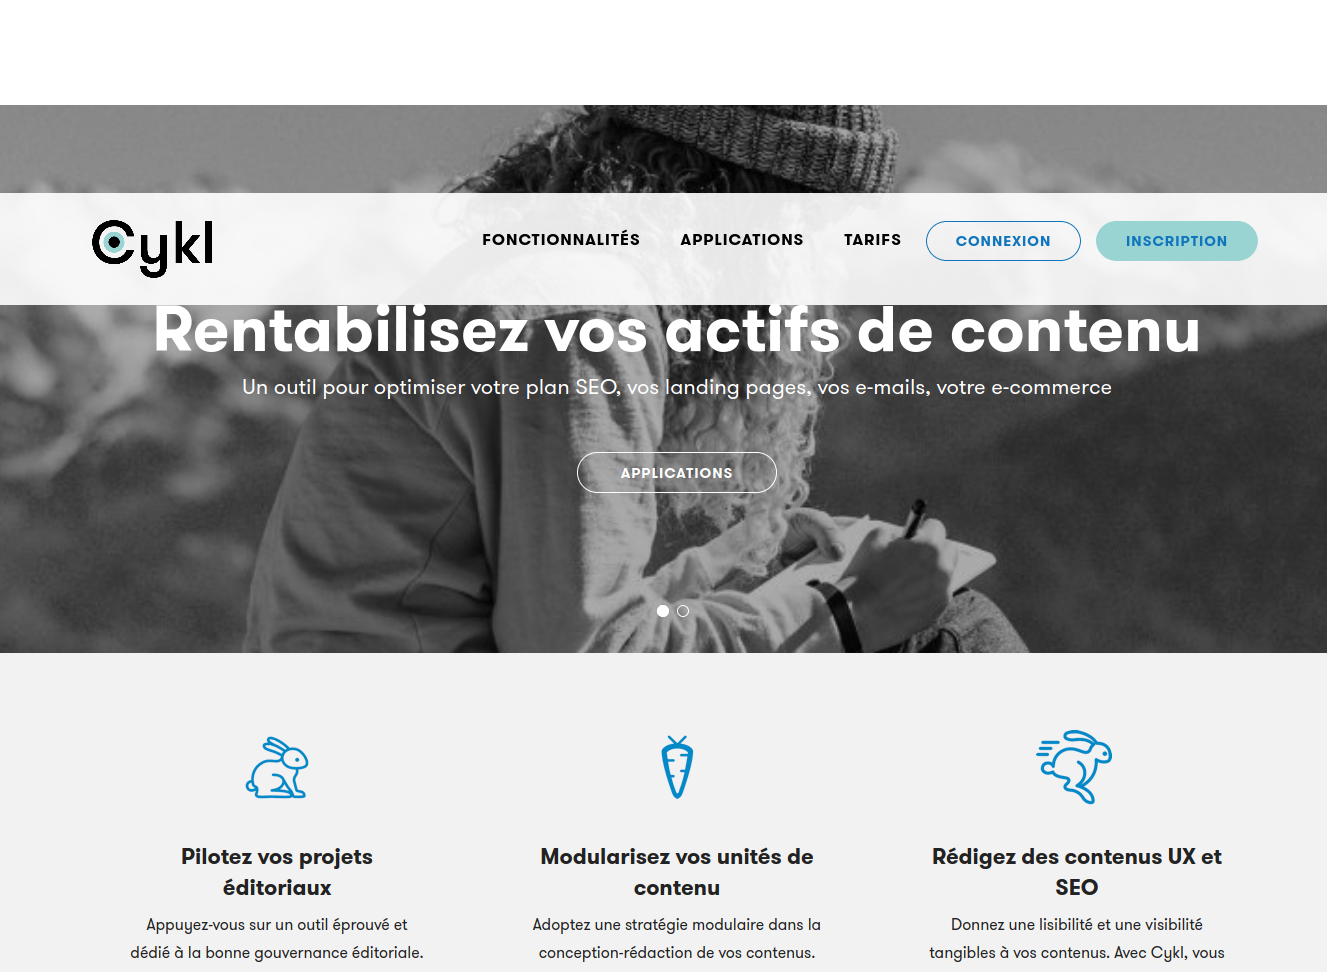 Cykl
FONCTIONNALITÉS APPLICATIONS TARIFS CONNEXION INSCRIPTION
Rentabilisez vos actifs de contenu
Un outil pour optimiser votre plan SEO, vos landing pages, vos e-mails, votre e-commerce
APPLICATIONS
Pilotez vos projets
éditoriaux
Appuyez-vous sur un outil éprouvé et
dédié à la bonne gouvernance éditoriale.
Modularisez vos unités de
contenu
Adoptez une stratégie modulaire dans la
conception-rédaction de vos contenus.
Rédigez des contenus UX et
SEO
Donnez une lisibilité et une visibilité
tangibles à vos contenus. Avec Cykl, vous